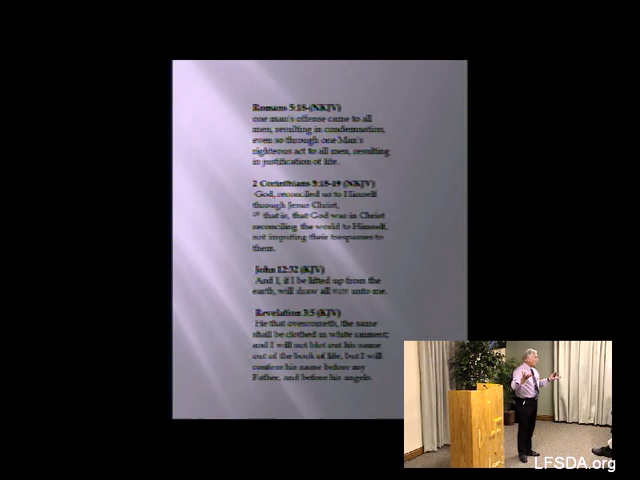 Romans 5:18-(NKJV)
one man's offense came to all
men, resulting in condemnation,
even so through one Man's
righteous act to all men, resulting
in justification of life.
2 Corinthians 5:18-19 (NKJV)
God, reconciled us to Himself
through Jesus Christ,
19 that is, that God was in Christ
reconciling the world to Himself,
not imputing their trespasses to
them.
John 12:32 (KJV)
And I, if I be lifted up from the
earth, will draw all men unto me.
Revelation 3:5 (KJV)
He that overcometh, the same
shall be clothed in white raiment;
and I will not blot out his name
out of the book of life, but I will
confess his name before my
Father, and before his angels.
LFSDA.org